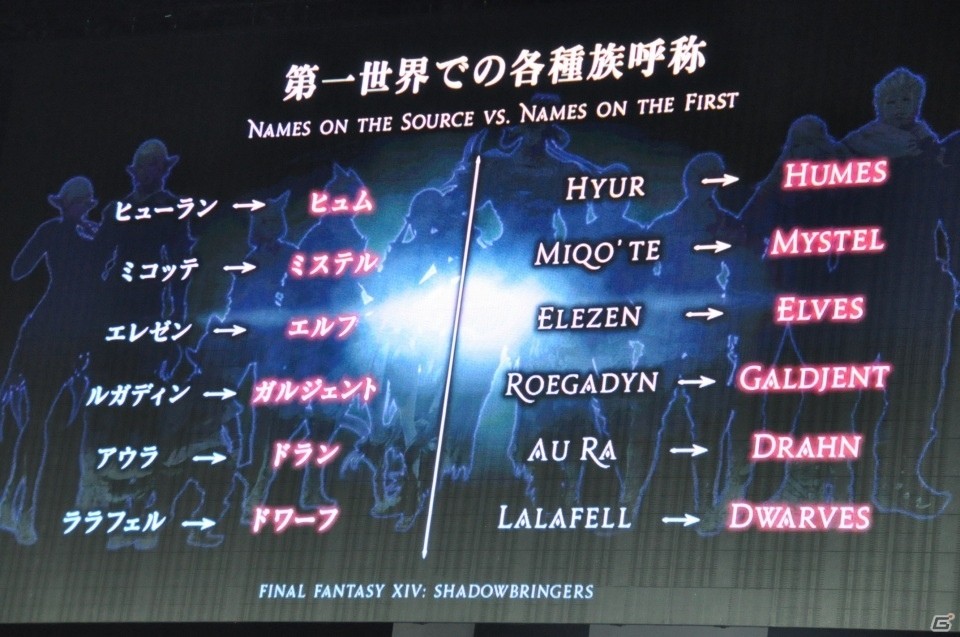 第一世界での各種族呼称
NAMES ON THE SOURCE VS. NAMES ON THE FIRST
ヒューラン → ヒュム
ミコッテ → ミステル
エレゼン → エルフ
ルガディン → ガルジェント
アウラ → ドラン
ララフェル → ドワーフ
HYUR → HUMES
MIQO'TE → MYSTEL
ELEZEN → ELVES
ROEGADYN → GALDJENT
AU RA → DRAHN
LALAFELL → DWARVES
FINAL FANTASY XIV: SHADOWBRINGERS